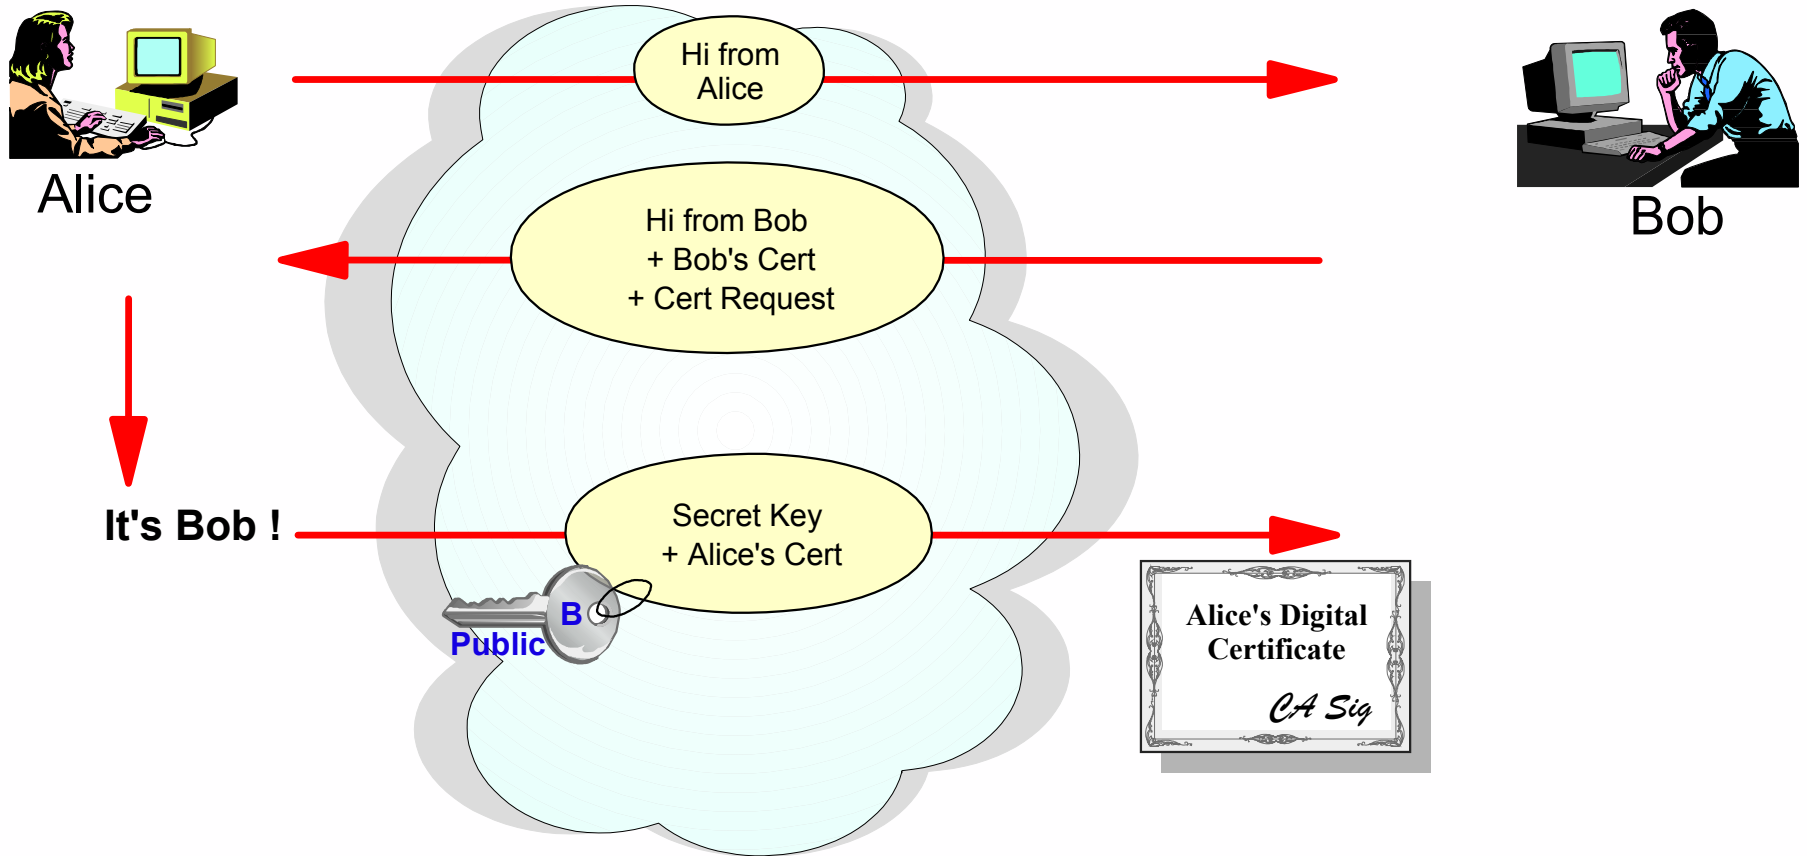 Hi from
Alice
Alice
Bob
Hi from Bob
+ Bob's Cert
+ Cert Request
It's Bob !
Secret Key
+ Alice's Cert
B
Public
Alice's Digital
Certificate
CA Sig